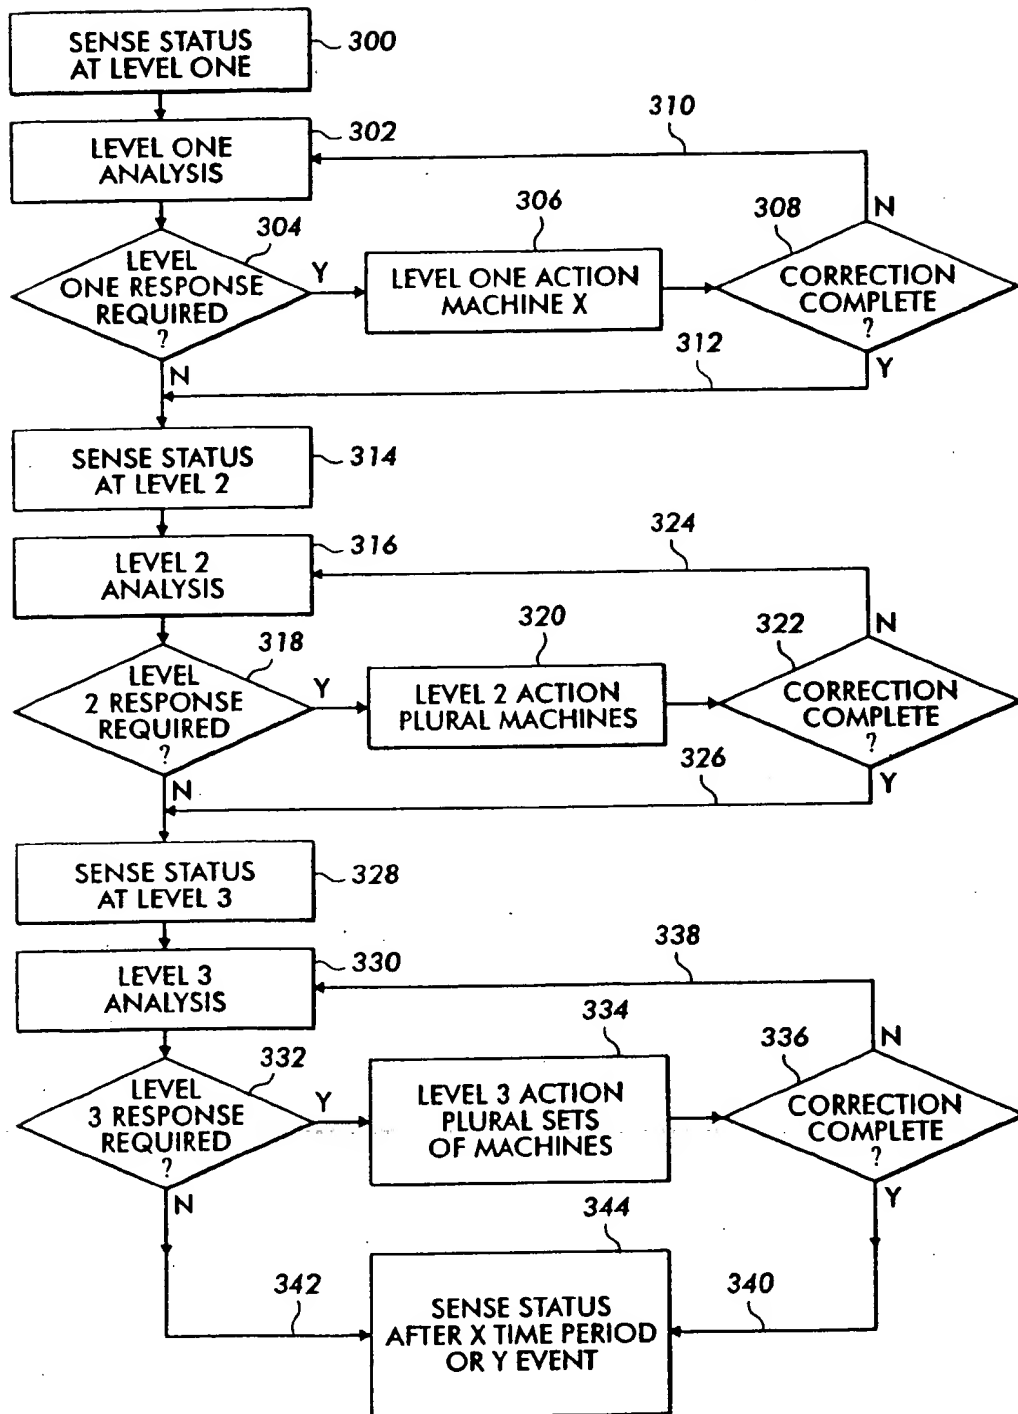 SENSE STATUS
AT LEVEL ONE
300
LEVEL ONE
ANALYSIS
302
310
LEVEL
ONE RESPONSE
REQUIRED
?
304
Y
N
LEVEL ONE ACTION
MACHINE X
306
CORRECTION
COMPLETE
?
308
N
Y
312
SENSE STATUS
AT LEVEL 2
314
LEVEL 2
ANALYSIS
316
324
LEVEL
2 RESPONSE
REQUIRED
?
318
Y
N
LEVEL 2 ACTION
PLURAL MACHINES
320
CORRECTION
COMPLETE
?
322
N
Y
326
SENSE STATUS
AT LEVEL 3
328
LEVEL 3
ANALYSIS
330
338
LEVEL
3 RESPONSE
REQUIRED
?
332
Y
N
LEVEL 3 ACTION
PLURAL SETS
OF MACHINES
334
CORRECTION
COMPLETE
?
336
N
Y
342
SENSE STATUS
AFTER X TIME PERIOD
OR Y EVENT
344
340